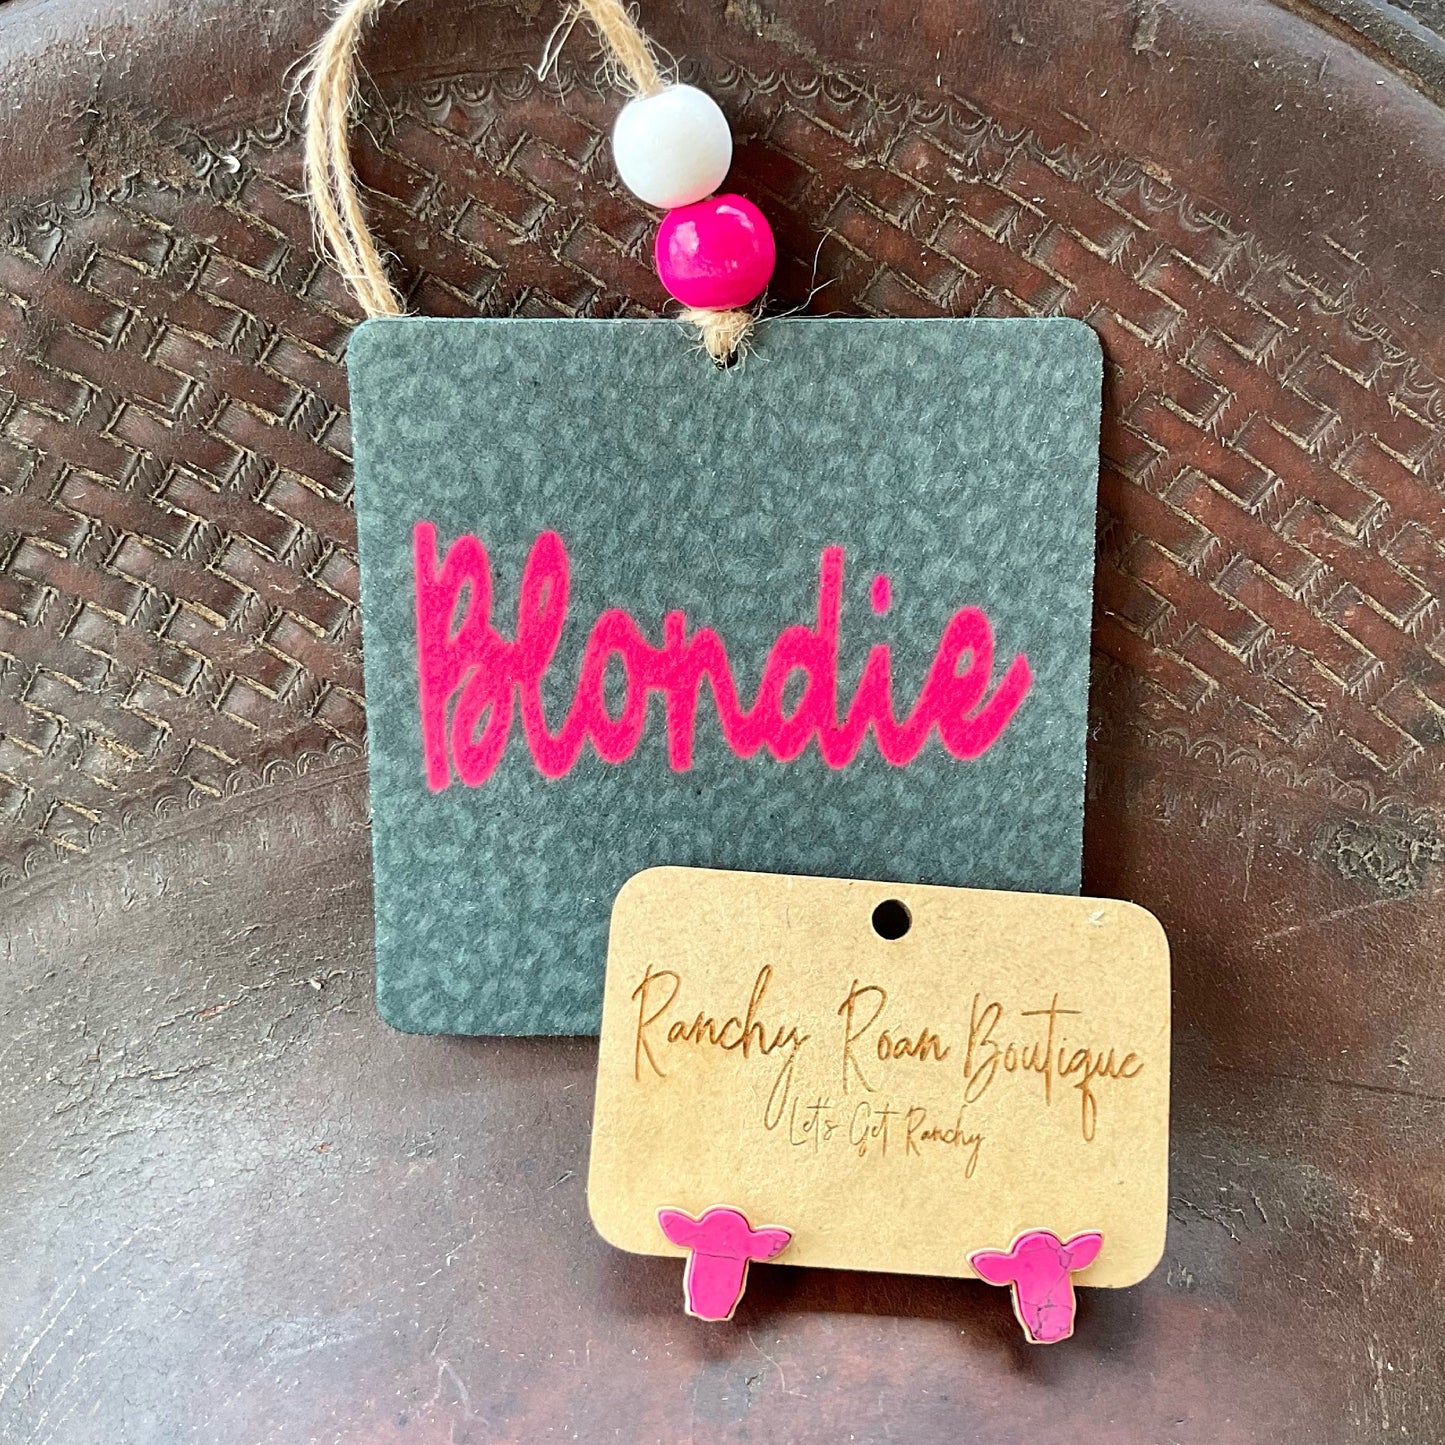 Blondie
Ranchy Roan Boutique
Let's Get Ranchy